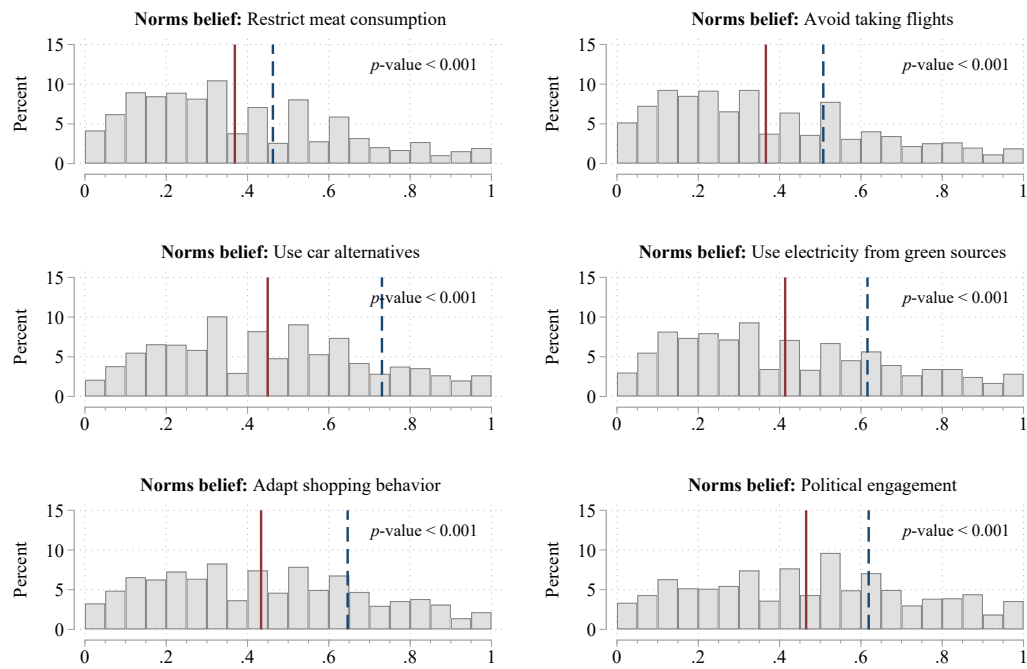 Norms belief: Restrict meat consumption
Percent
15
10
5
0
p-value < 0.001
0 .2 .4 .6 .8 1
Norms belief: Avoid taking flights
Percent
15
10
5
0
p-value < 0.001
0 .2 .4 .6 .8 1
Norms belief: Use car alternatives
Percent
15
10
5
0
p-value < 0.001
0 .2 .4 .6 .8 1
Norms belief: Use electricity from green sources
Percent
15
10
5
0
p-value < 0.001
0 .2 .4 .6 .8 1
Norms belief: Adapt shopping behavior
Percent
15
10
5
0
p-value < 0.001
0 .2 .4 .6 .8 1
Norms belief: Political engagement
Percent
15
10
5
0
p-value < 0.001
0 .2 .4 .6 .8 1